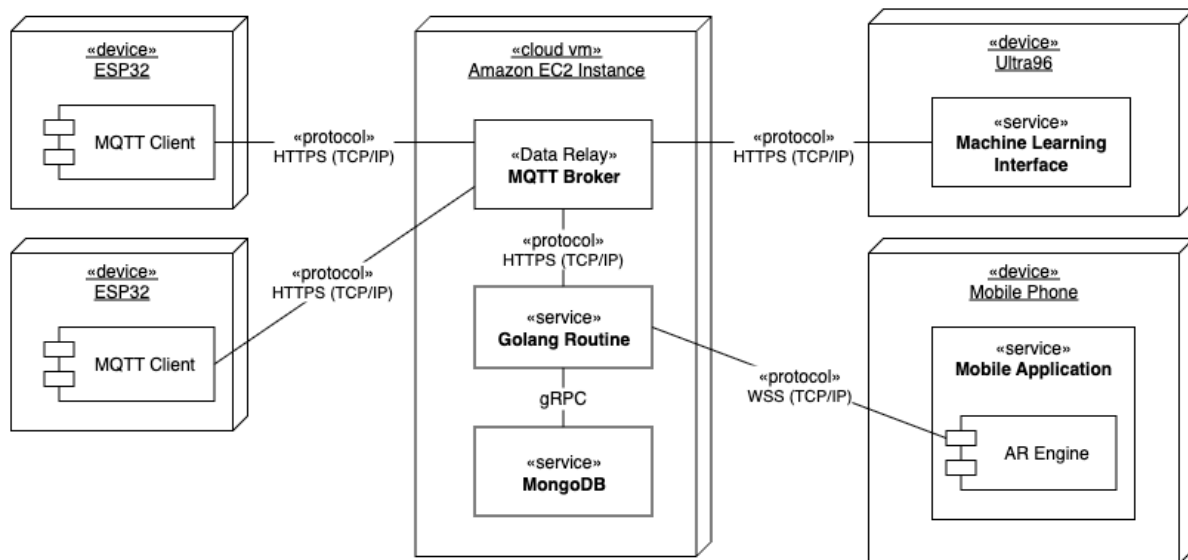 «device»
ESP32
MQTT Client
«protocol»
HTTPS (TCP/IP)
«device»
ESP32
MQTT Client
«protocol»
HTTPS (TCP/IP)
«cloud vm»
Amazon EC2 Instance
«Data Relay»
MQTT Broker
«protocol»
HTTPS (TCP/IP)
«service»
Golang Routine
gRPC
«service»
MongoDB
«protocol»
HTTPS (TCP/IP)
«device»
Ultra96
«service»
Machine Learning
Interface
«protocol»
WSS (TCP/IP)
«device»
Mobile Phone
«service»
Mobile Application
AR Engine